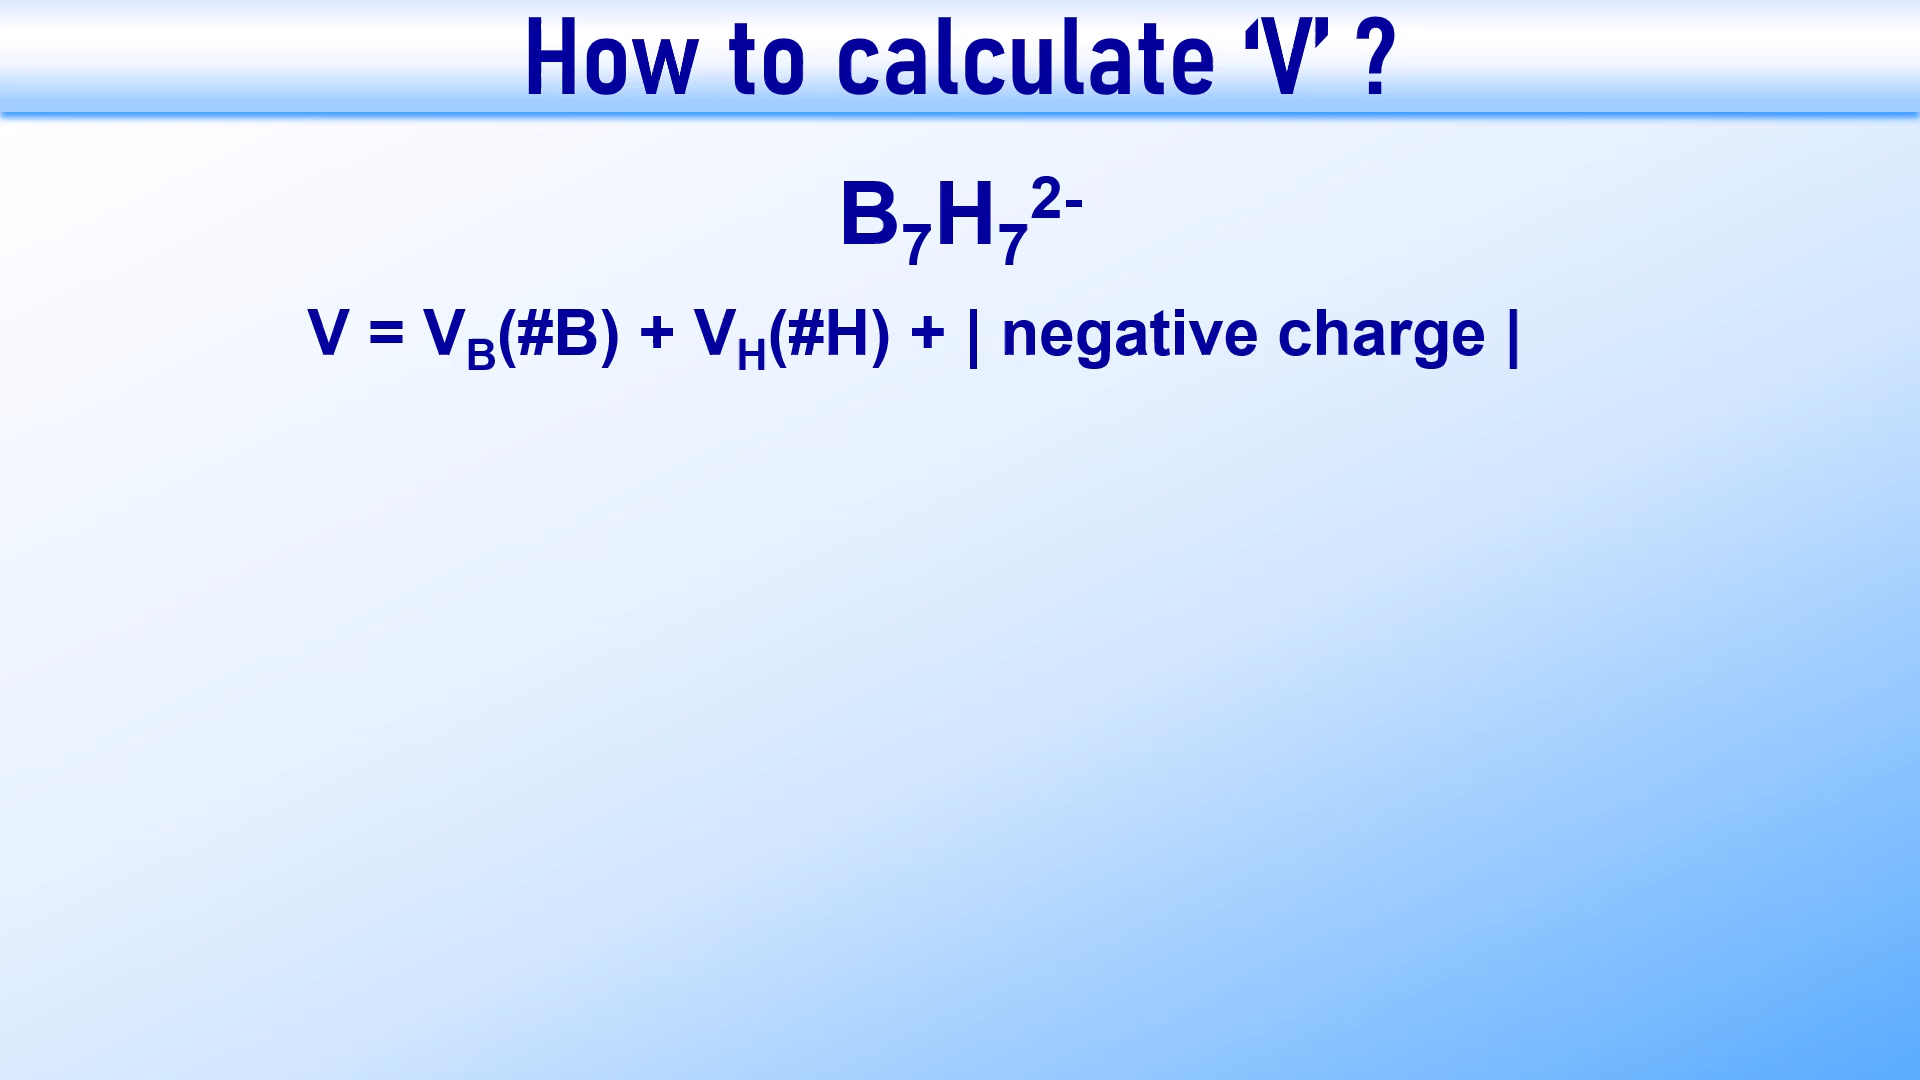 How to calculate ‘V’ ?
B₇H₇²⁻
V = V_B(#B) + V_H(#H) + | negative charge |